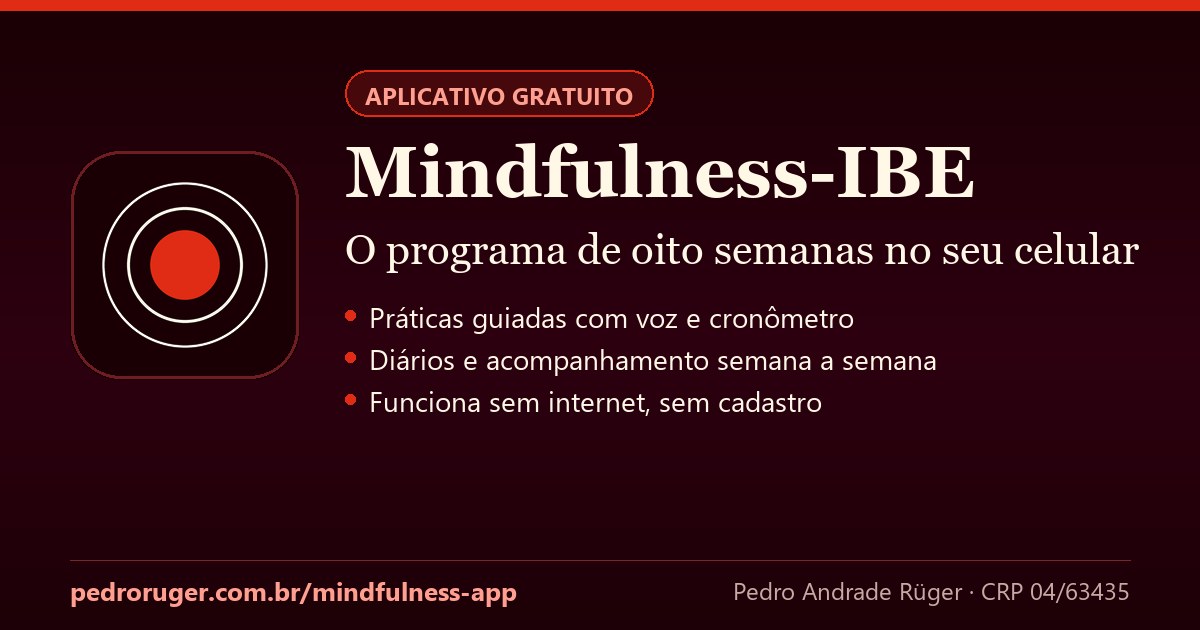 APLICATIVO GRATUITO
Mindfulness-IBE
O programa de oito semanas no seu celular
Práticas guiadas com voz e cronômetro
Diários e acompanhamento semana a semana
Funciona sem internet, sem cadastro
pedroruger.com.br/mindfulness-app
Pedro Andrade Rüger · CRP 04/63435